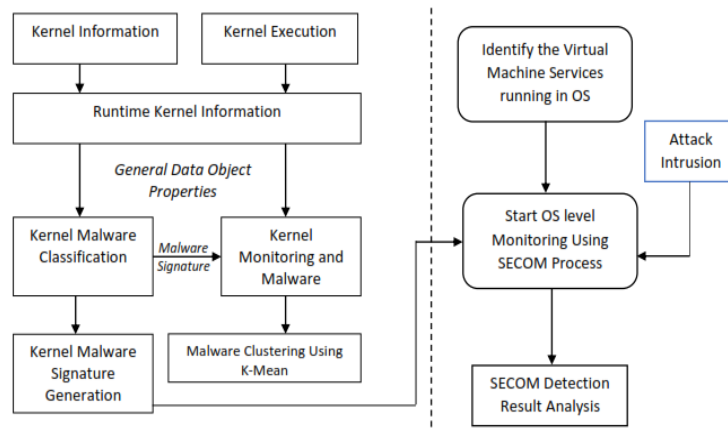 Kernel Information
Kernel Execution
Runtime Kernel Information
General Data Object
Properties
Kernel Malware
Classification
Malware
Signature
Kernel
Monitoring and
Malware
Kernel Malware
Signature
Generation
Malware Clustering Using
K-Mean
Identify the Virtual
Machine Services
running in OS
Attack
Intrusion
Start OS level
Monitoring Using
SECOM Process
SECOM Detection
Result Analysis